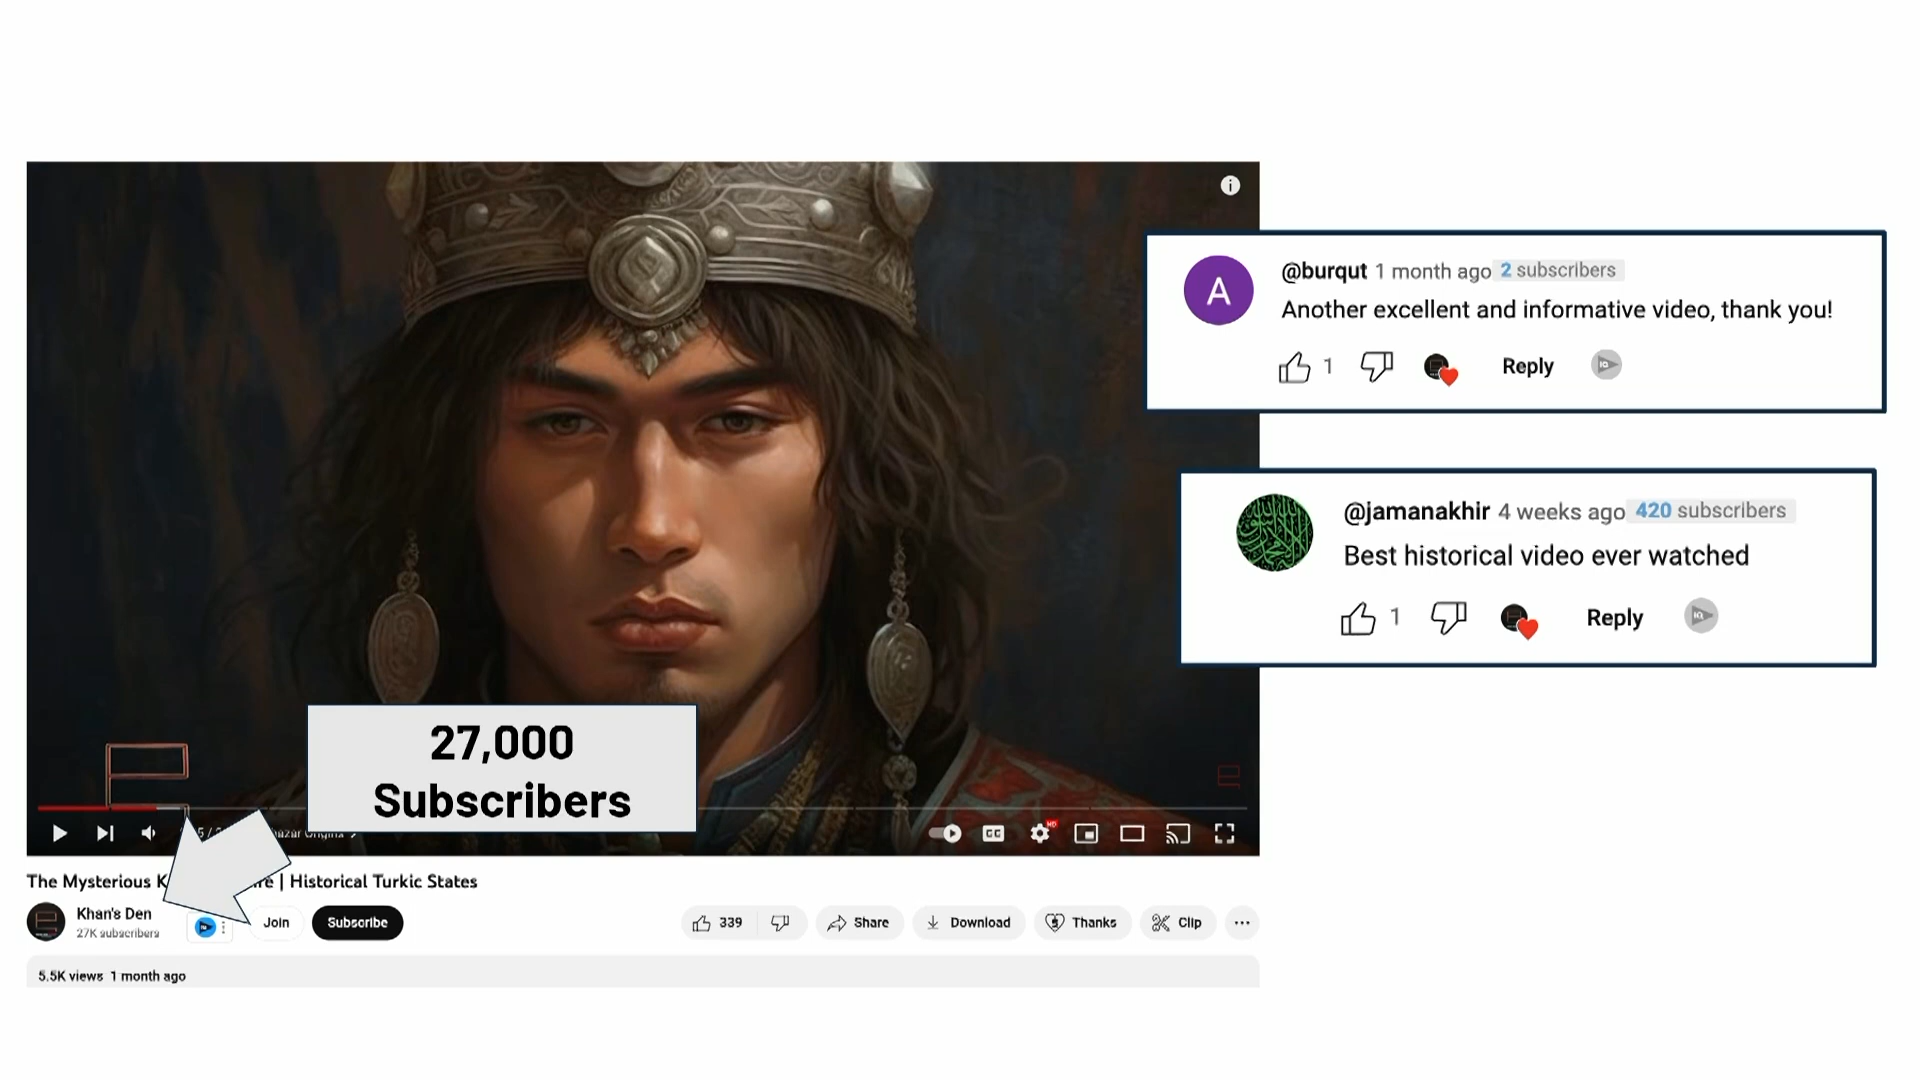 @burqut 1 month ago 2 subscribers
A
Another excellent and informative video, thank you!
1 Reply
@jamanakhir 4 weeks ago 420 subscribers
Best historical video ever watched
1 Reply
27,000
Subscribers
CC HD
The Mysterious | Historical Turkic States
Khan's Den
27K subscribers
Join Subscribe 339 Share Download Thanks Clip
5.5K views 1 month ago